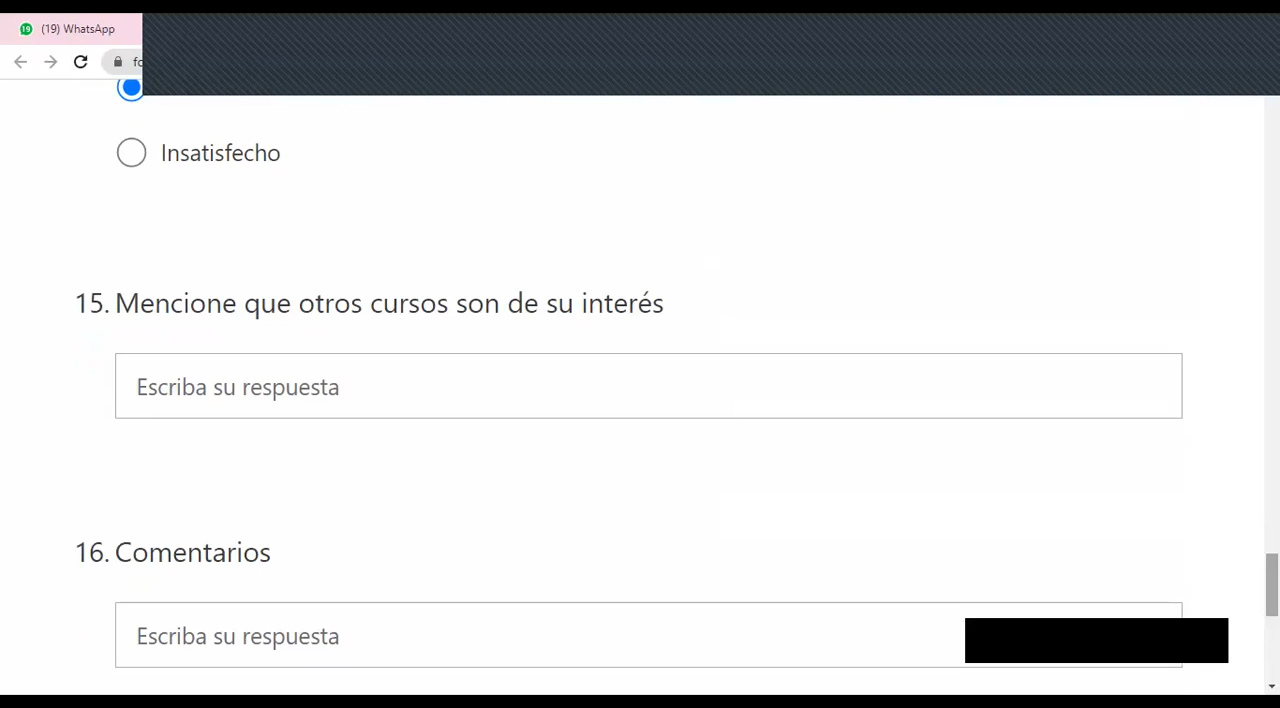 (19) WhatsApp
Insatisfecho
15. Mencione que otros cursos son de su interés
Escriba su respuesta
16. Comentarios
Escriba su respuesta